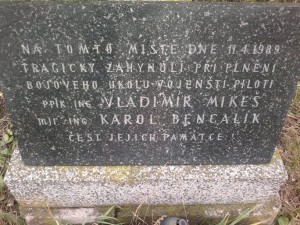 NA TOMTO MÍSTĚ DNE 11.4.1989
TRAGICKY ZAHYNULI PŘI PLNĚNÍ
BOJOVÉHO ÚKOLU VOJENŠTÍ PILOTI
PPLK ING VLADIMÍR MIKEŠ
MJR ING KAROL BENCALÍK
ČEST JEJICH PAMÁTCE!